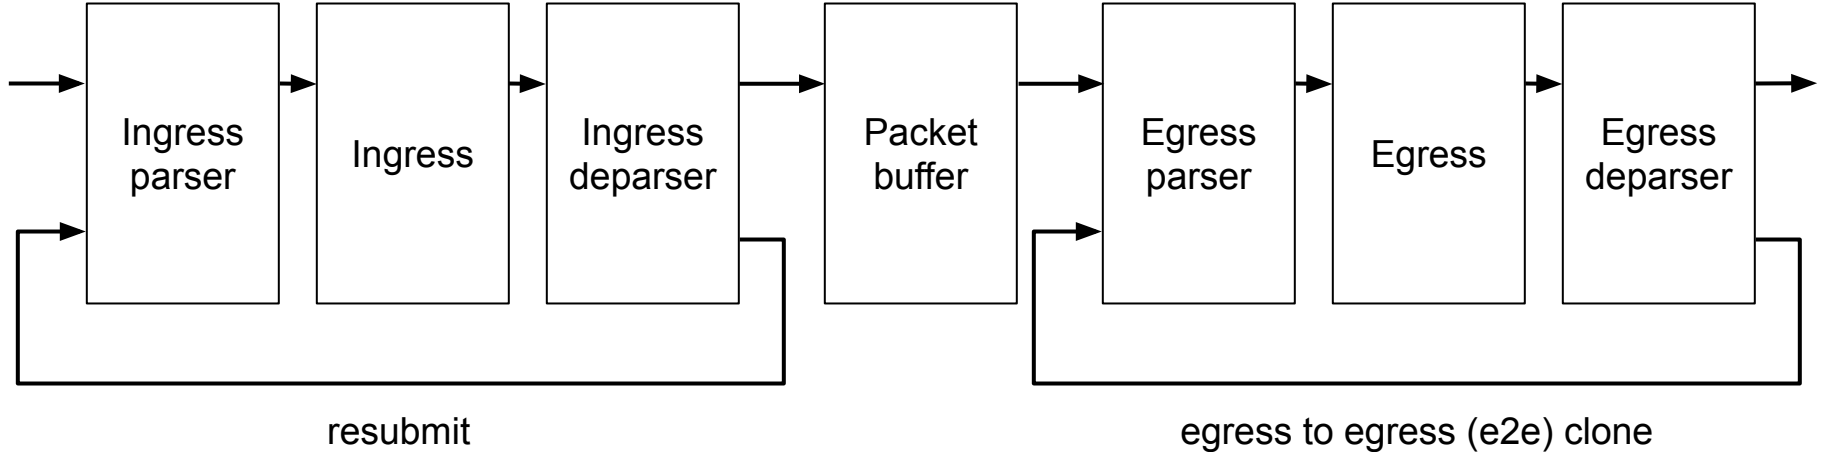 Ingress
parser
Ingress
Ingress
deparser
Packet
buffer
Egress
parser
Egress
Egress
deparser
resubmit
egress to egress (e2e) clone